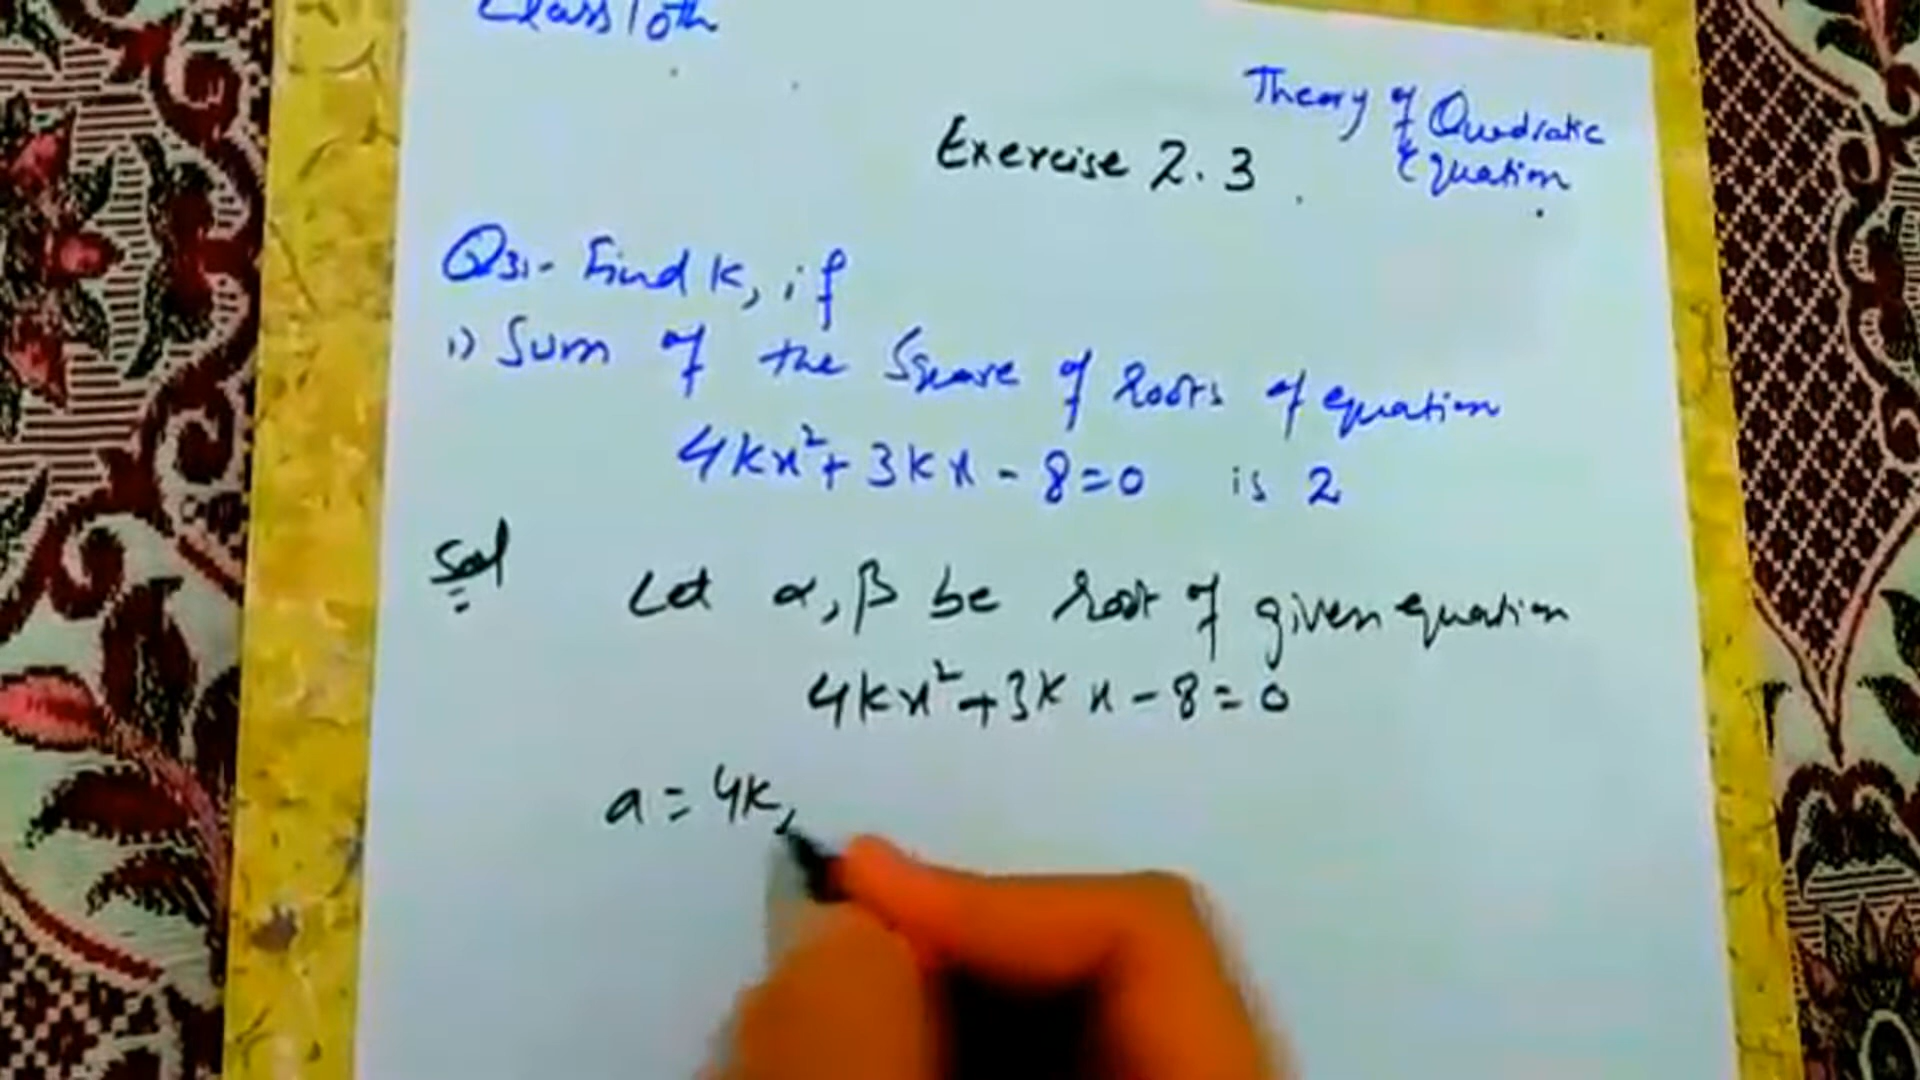 Class 10th
Theory of Quadratic
Equation
Exercise 2.3
Q3:- Find k, if
i) Sum of the Square of roots of equation
4kx²+3kx-8=0 is 2
Sol
Let α,β be root of given equation
4kx²+3kx-8=0
a=4k,